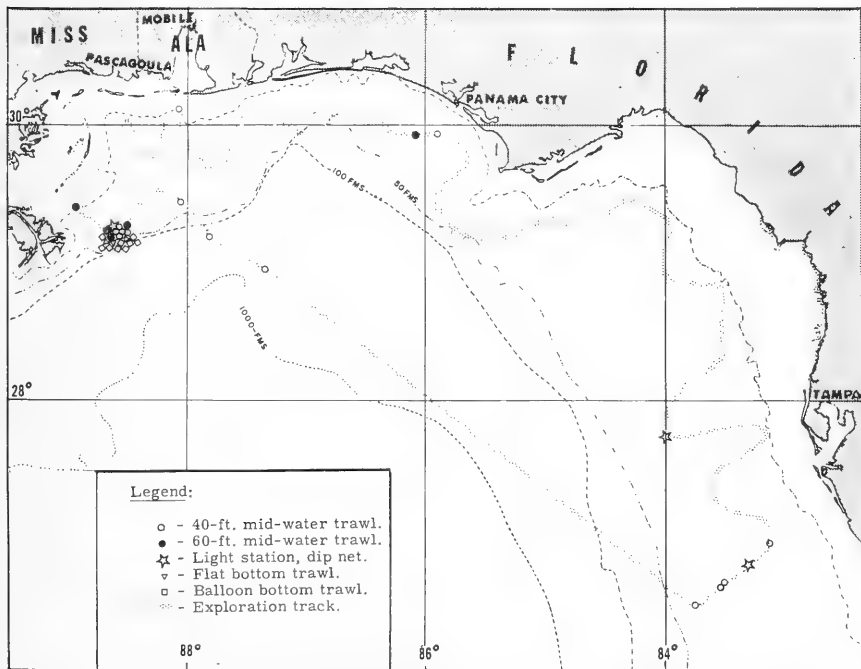 MISS
MOBILE
ALA
PASCAGOULA
FLORIDA
PANAMA CITY
30°
100 FMS.
50 FMS.
1000-FMS.
28°
TAMPA
Legend:
○ - 40-ft. mid-water trawl.
● - 60-ft. mid-water trawl.
☆ - Light station, dip net.
▽ - Flat bottom trawl.
□ - Balloon bottom trawl.
- Exploration track.
88°
86°
84°